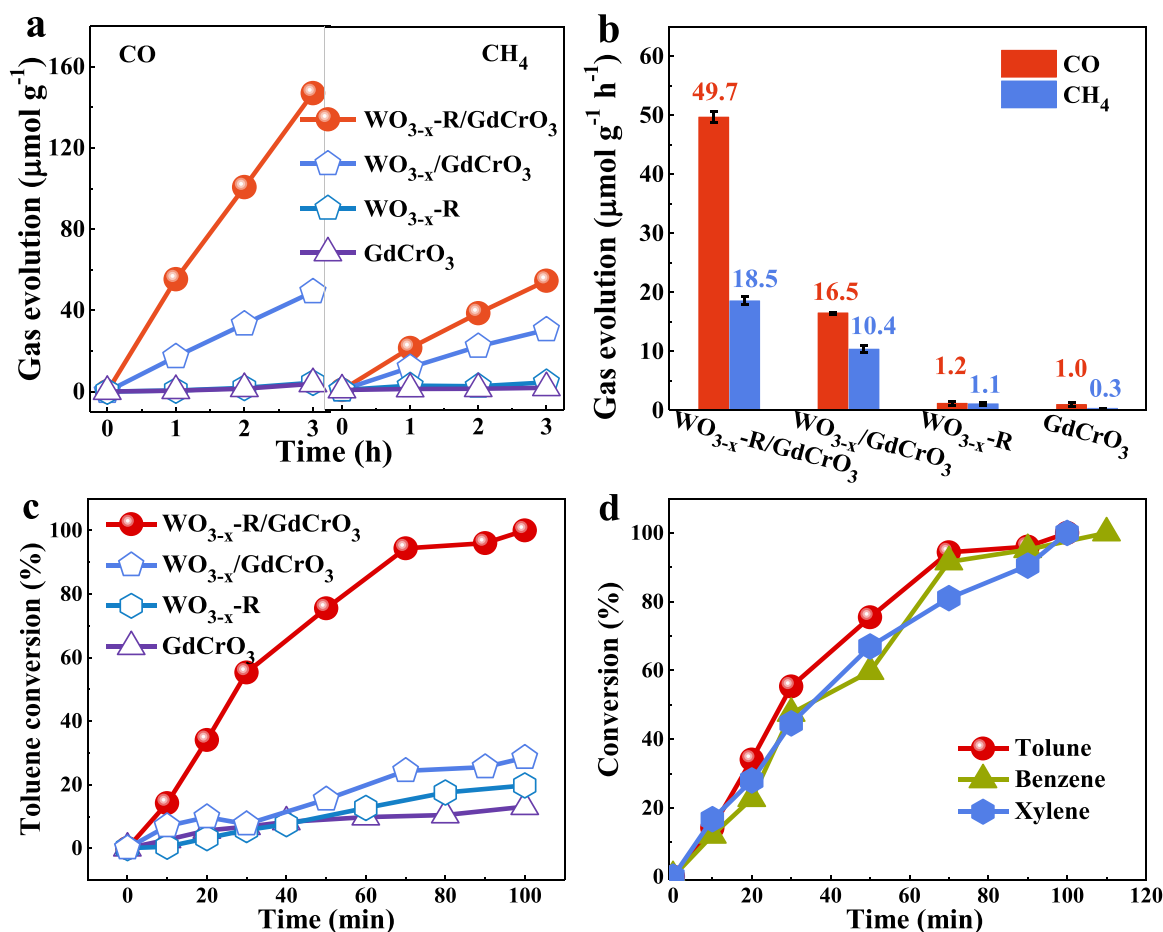 a
CO
CH4
Gas evolution (μmol g-1)
160
120
80
40
0
WO3-x-R/GdCrO3
WO3-x/GdCrO3
WO3-x-R
GdCrO3
0 1 2 3 0 1 2 3
Time (h)
b
CO
CH4
Gas evolution (μmol g-1 h-1)
60
50
40
30
20
10
0
49.7
18.5
16.5
10.4
1.2
1.1
1.0
0.3
WO3-x-R/GdCrO3
WO3-x/GdCrO3
WO3-x-R
GdCrO3
c
WO3-x-R/GdCrO3
WO3-x/GdCrO3
WO3-x-R
GdCrO3
Toluene conversion (%)
100
80
60
40
20
0
0 20 40 60 80 100
Time (min)
d
Conversion (%)
100
80
60
40
20
0
Tolune
Benzene
Xylene
0 20 40 60 80 100 120
Time (min)